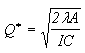 Q* = √(2λA / IC)